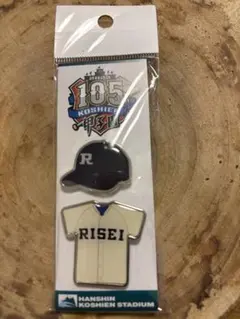 105
KOSHIEN
R
RISEI
HANSHIN
KOSHIEN STADIUM